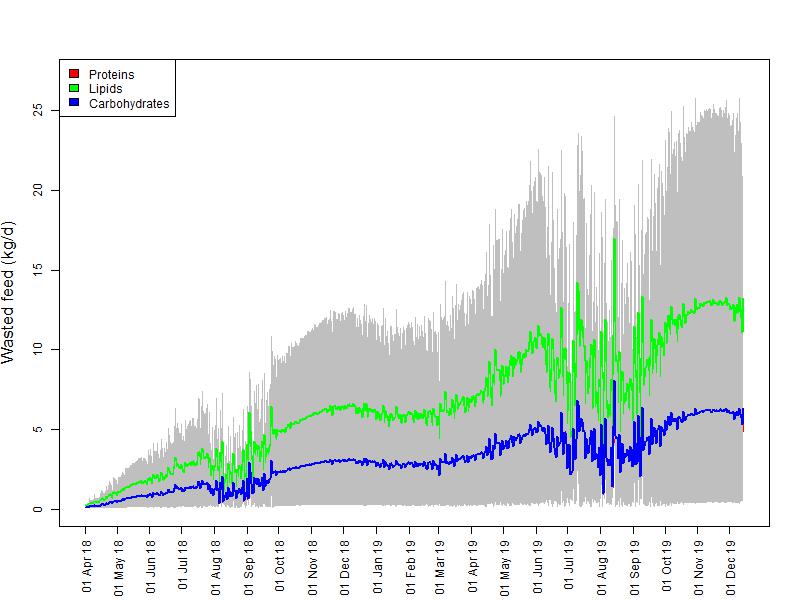 Proteins
Lipids
Carbohydrates
Wasted feed (kg/d)
25
20
15
10
5
0
01 Apr 18
01 May 18
01 Jun 18
01 Jul 18
01 Aug 18
01 Sep 18
01 Oct 18
01 Nov 18
01 Dec 18
01 Jan 19
01 Feb 19
01 Mar 19
01 Apr 19
01 May 19
01 Jun 19
01 Jul 19
01 Aug 19
01 Sep 19
01 Oct 19
01 Nov 19
01 Dec 19